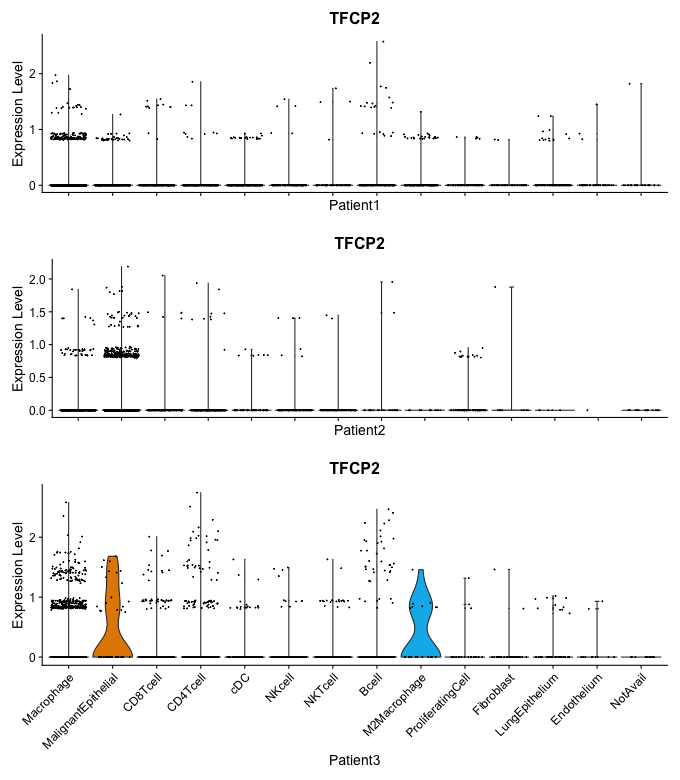 TFCP2
Expression Level
2
1
0
Patient1
TFCP2
Expression Level
2.0
1.5
1.0
0.5
0.0
Patient2
TFCP2
Expression Level
2
1
0
Macrophage
MalignantEpithelial
CD8Tcell
CD4Tcell
cDC
NKcell
NKTcell
Bcell
M2Macrophage
ProliferatingCell
Fibroblast
LungEpithelium
Endothelium
NotAvail
Patient3